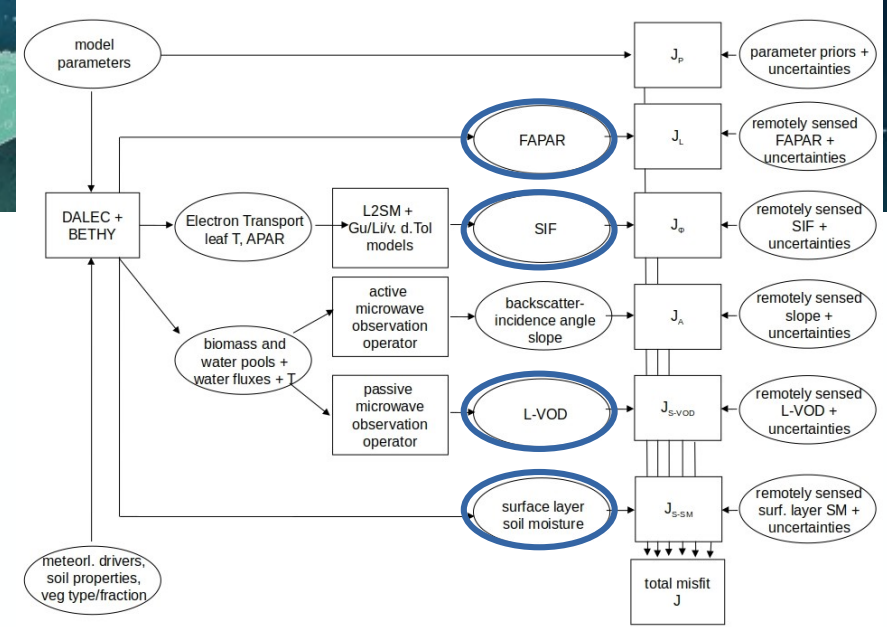 model
parameters
J_P
parameter priors +
uncertainties
FAPAR
J_L
remotely sensed
FAPAR +
uncertainties
DALEC +
BETHY
Electron Transport
leaf T, APAR
L2SM +
Gu/Li/v. d.Tol
models
SIF
J_Φ
remotely sensed
SIF +
uncertainties
active
microwave
observation
operator
backscatter-
incidence angle
slope
J_A
remotely sensed
slope +
uncertainties
biomass and
water pools +
water fluxes + T
passive
microwave
observation
operator
L-VOD
J_S-VOD
remotely sensed
L-VOD +
uncertainties
surface layer
soil moisture
J_S-SM
remotely sensed
surf. layer SM +
uncertainties
meteorl. drivers,
soil properties,
veg type/fraction
total misfit
J